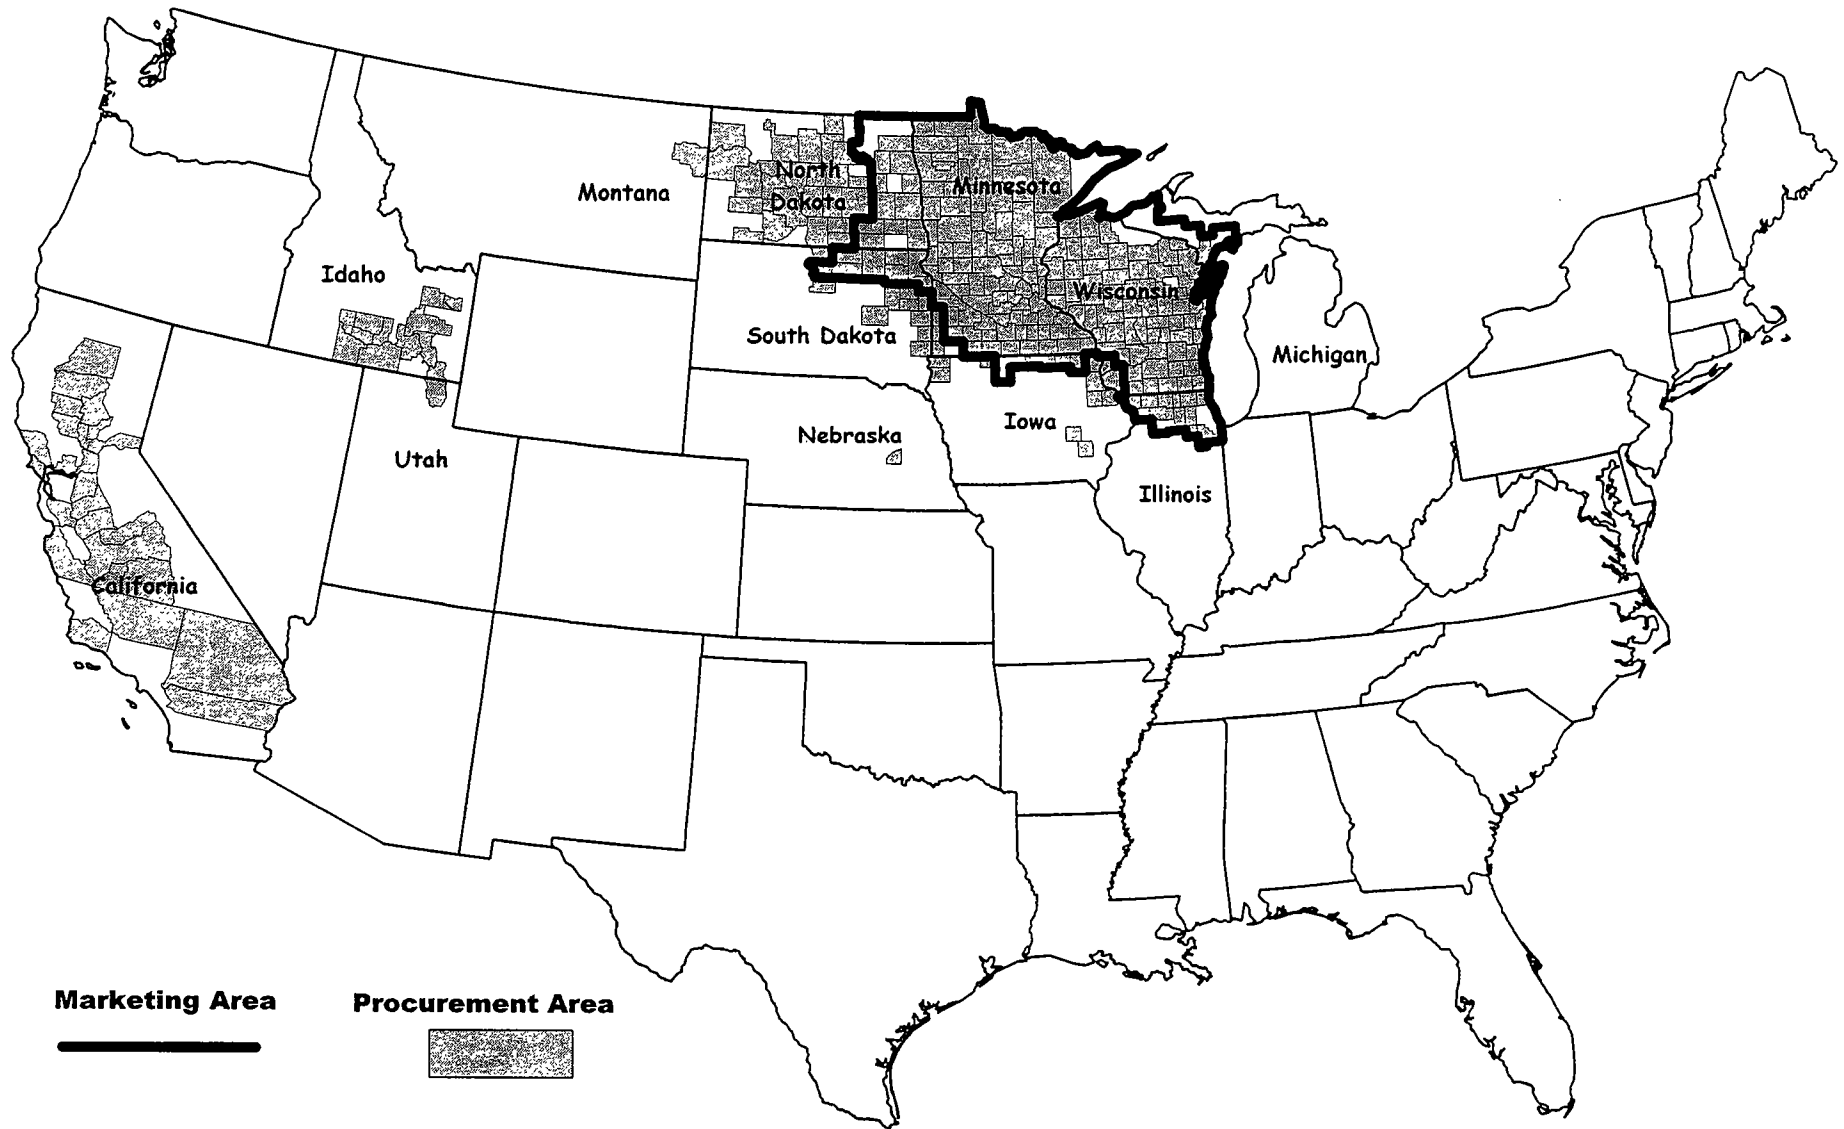 North
Dakota
Minnesota
Montana
Idaho
Wisconsin
South Dakota
Michigan
Iowa
Nebraska
Utah
Illinois
California
Marketing Area
Procurement Area